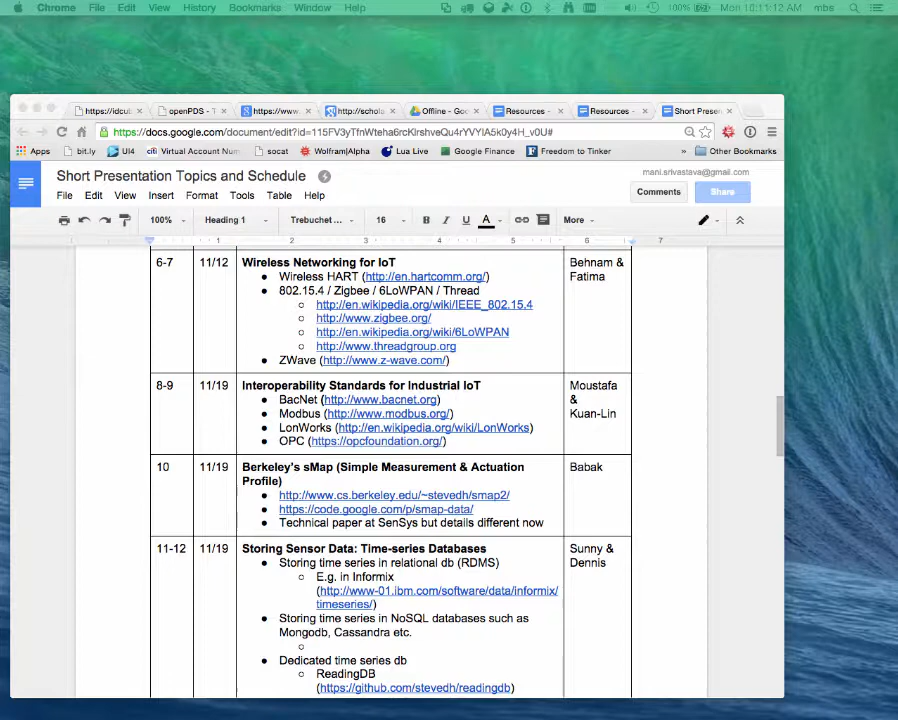 Chrome File Edit View History Bookmarks Window Help 100% Mon 10:11:12 AM mbs
https://idcul openPDS - T https://www. http://schola Offline - Goo Resources - Resources - Short Presen
https://docs.google.com/document/edit?id=115FV3yTfnWteha6rcKlrshveQu4rYVYIA5k0y4H_v0U#
Apps bit.ly UI4 citi Virtual Account Num socat Wolfram|Alpha Lua Live Google Finance F Freedom to Tinker » Other Bookmarks
Short Presentation Topics and Schedule mani.srivastava@gmail.com
File Edit View Insert Format Tools Table Help Comments Share
100% Heading 1 Trebuchet ... 16 B I U A More
1 2 3 4 5 6 7
6-7 11/12 Wireless Networking for IoT Behnam &
● Wireless HART (http://en.hartcomm.org/) Fatima
● 802.15.4 / Zigbee / 6LoWPAN / Thread
○ http://en.wikipedia.org/wiki/IEEE_802.15.4
○ http://www.zigbee.org/
○ http://en.wikipedia.org/wiki/6LoWPAN
○ http://www.threadgroup.org
● ZWave (http://www.z-wave.com/)
8-9 11/19 Interoperability Standards for Industrial IoT Moustafa
● BacNet (http://www.bacnet.org) &
● Modbus (http://www.modbus.org/) Kuan-Lin
● LonWorks (http://en.wikipedia.org/wiki/LonWorks)
● OPC (https://opcfoundation.org/)
10 11/19 Berkeley's sMap (Simple Measurement & Actuation Babak
Profile)
● http://www.cs.berkeley.edu/~stevedh/smap2/
● https://code.google.com/p/smap-data/
● Technical paper at SenSys but details different now
11-12 11/19 Storing Sensor Data: Time-series Databases Sunny &
● Storing time series in relational db (RDMS) Dennis
○ E.g. in Informix
(http://www-01.ibm.com/software/data/informix/
timeseries/)
● Storing time series in NoSQL databases such as
Mongodb, Cassandra etc.
○
● Dedicated time series db
○ ReadingDB
(https://github.com/stevedh/readingdb)